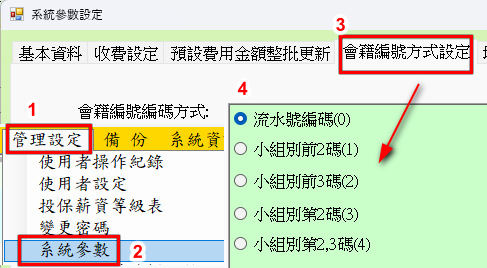 系統參數設定
3
基本資料 收費設定 預設費用金額整批更新 會籍編號方式設定
4
1 會籍編號編碼方式:
流水號編碼(0)
管理設定 備 份 系統資
小組別前2碼(1)
使用者操作紀錄
使用者設定
小組別前3碼(2)
投保薪資等級表
小組別第2碼(3)
變更密碼
系統參數 2
小組別第2,3碼(4)